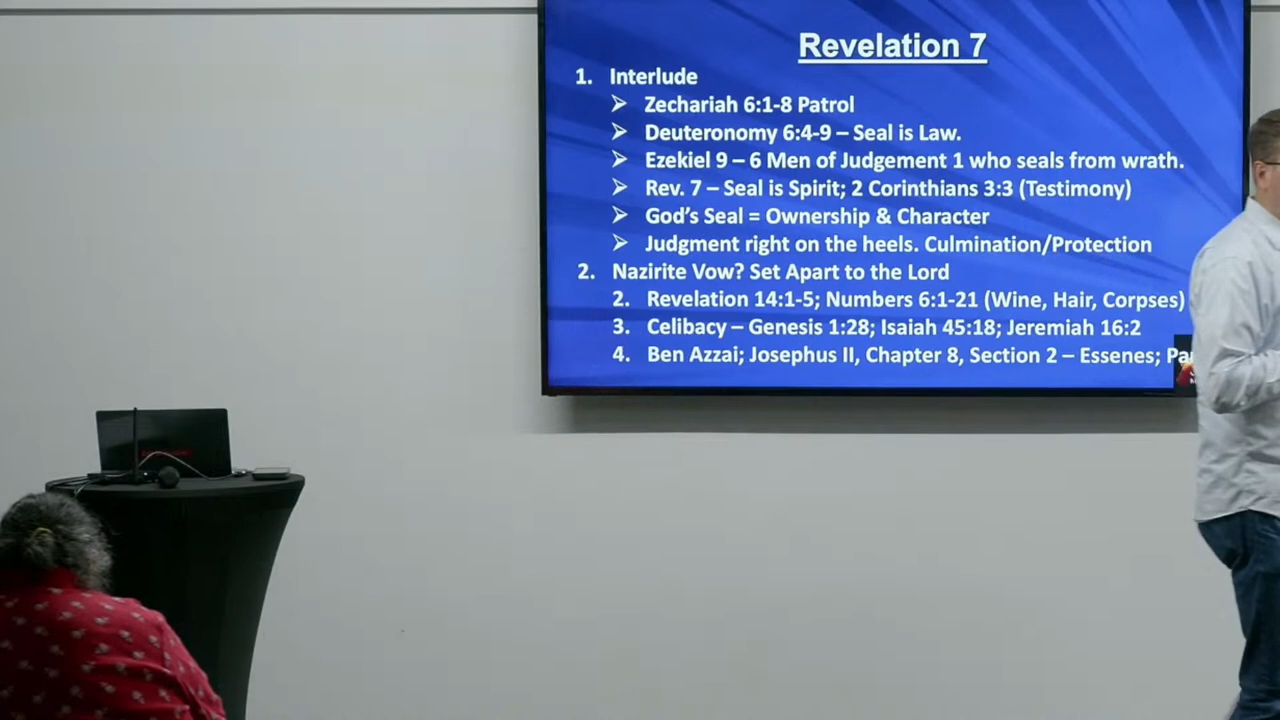 Revelation 7
1. Interlude
➢ Zechariah 6:1-8 Patrol
➢ Deuteronomy 6:4-9 – Seal is Law.
➢ Ezekiel 9 – 6 Men of Judgement 1 who seals from wrath.
➢ Rev. 7 – Seal is Spirit; 2 Corinthians 3:3 (Testimony)
➢ God's Seal = Ownership & Character
➢ Judgment right on the heels. Culmination/Protection
2. Nazirite Vow? Set Apart to the Lord
2. Revelation 14:1-5; Numbers 6:1-21 (Wine, Hair, Corpses)
3. Celibacy – Genesis 1:28; Isaiah 45:18; Jeremiah 16:2
4. Ben Azzai; Josephus II, Chapter 8, Section 2 – Essenes;